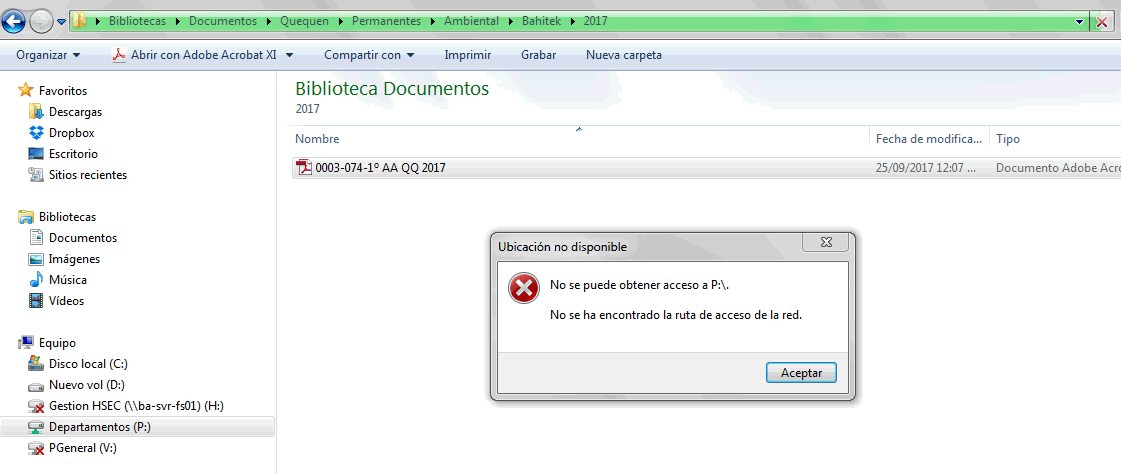 Bibliotecas Documentos Quequen Permanentes Ambiental Bahitek 2017
Organizar Abrir con Adobe Acrobat XI Compartir con Imprimir Grabar Nueva carpeta
Favoritos
Descargas
Dropbox
Escritorio
Sitios recientes
Bibliotecas
Documentos
Imágenes
Música
Vídeos
Equipo
Disco local (C:)
Nuevo vol (D:)
Gestion HSEC (\\ba-svr-fs01) (H:)
Departamentos (P:)
PGeneral (V:)
Biblioteca Documentos
2017
Nombre Fecha de modifica... Tipo
0003-074-1º AA QQ 2017 25/09/2017 12:07 ... Documento Adobe Acr
Ubicación no disponible
No se puede obtener acceso a P:\.
No se ha encontrado la ruta de acceso de la red.
Aceptar